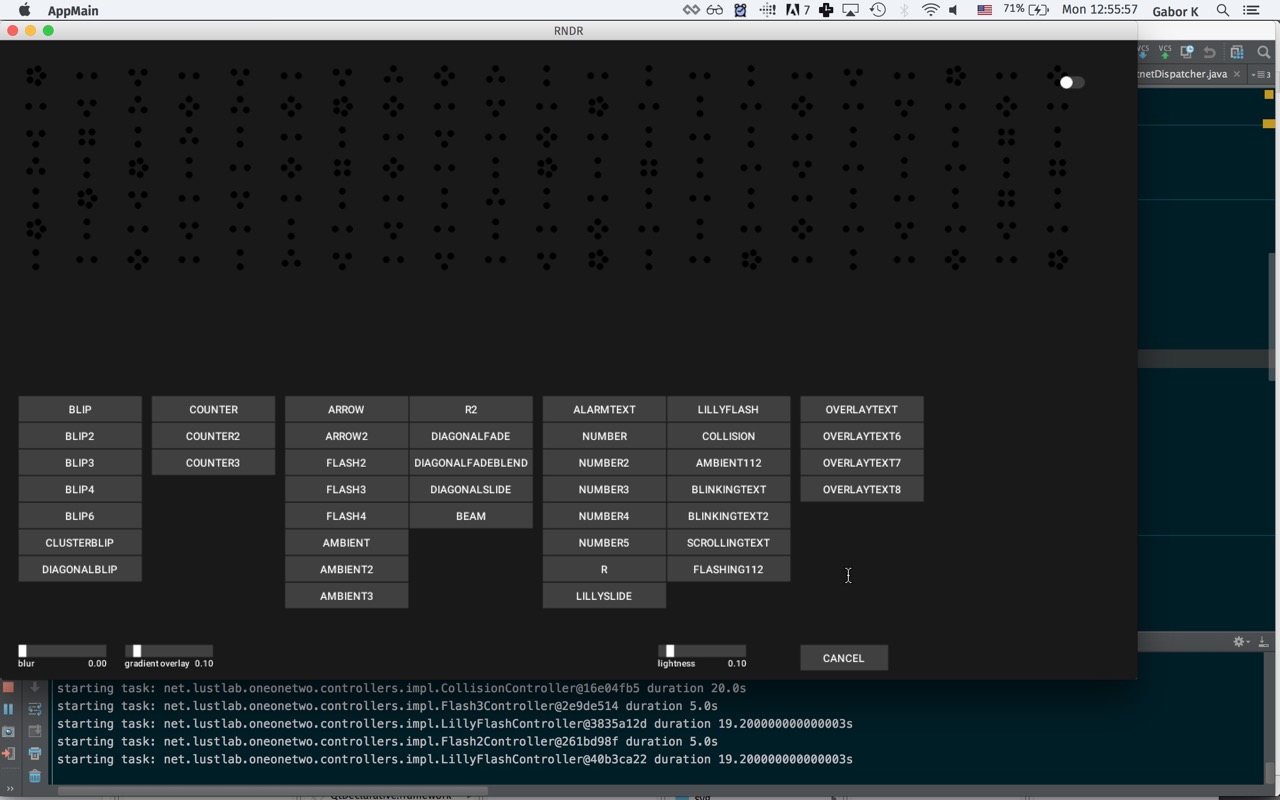 AppMain
7
71%
Mon 12:55:57
Gabor K
RNDR
VCS VCS
tnetDispatcher.java
3
BLIP COUNTER ARROW R2 ALARMTEXT LILLYFLASH OVERLAYTEXT
BLIP2 COUNTER2 ARROW2 DIAGONALFADE NUMBER COLLISION OVERLAYTEXT6
BLIP3 COUNTER3 FLASH2 DIAGONALFADEBLEND NUMBER2 AMBIENT112 OVERLAYTEXT7
BLIP4 FLASH3 DIAGONALSLIDE NUMBER3 BLINKINGTEXT OVERLAYTEXT8
BLIP6 FLASH4 BEAM NUMBER4 BLINKINGTEXT2
CLUSTERBLIP AMBIENT NUMBER5 SCROLLINGTEXT
DIAGONALBLIP AMBIENT2 R FLASHING112
AMBIENT3 LILLYSLIDE
blur 0.00 gradient overlay 0.10 lightness 0.10 CANCEL
starting task: net.lustlab.oneonetwo.controllers.impl.CollisionController@16e04fb5 duration 20.0s
starting task: net.lustlab.oneonetwo.controllers.impl.Flash3Controller@2e9de514 duration 5.0s
starting task: net.lustlab.oneonetwo.controllers.impl.LillyFlashController@3835a12d duration 19.200000000000003s
starting task: net.lustlab.oneonetwo.controllers.impl.Flash2Controller@261bd98f duration 5.0s
starting task: net.lustlab.oneonetwo.controllers.impl.LillyFlashController@40b3ca22 duration 19.200000000000003s